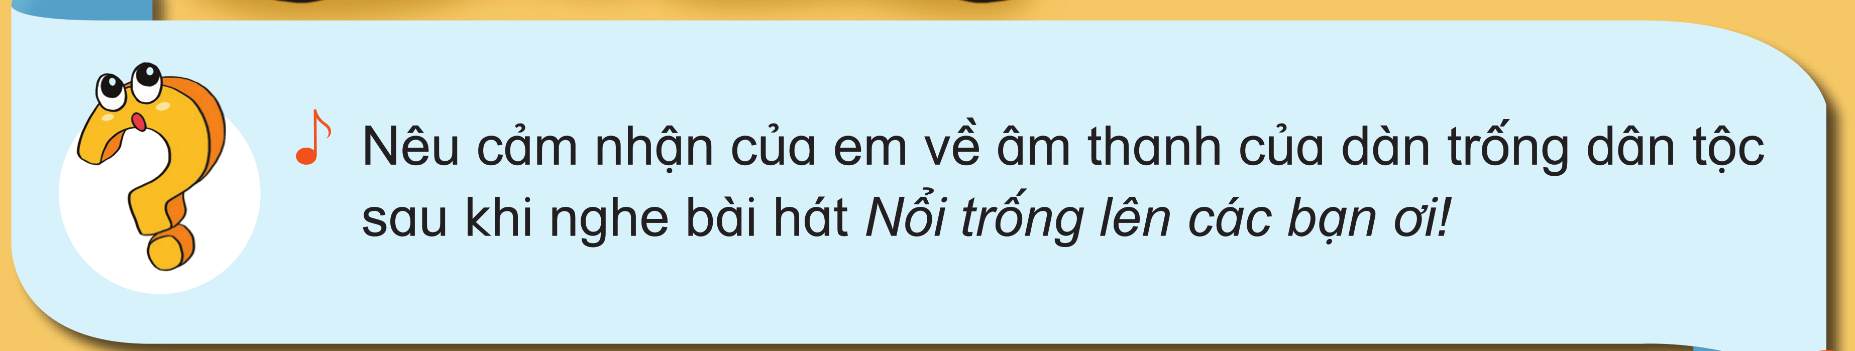 Nêu cảm nhận của em về âm thanh của dàn trống dân tộc
sau khi nghe bài hát Nổi trống lên các bạn ơi!